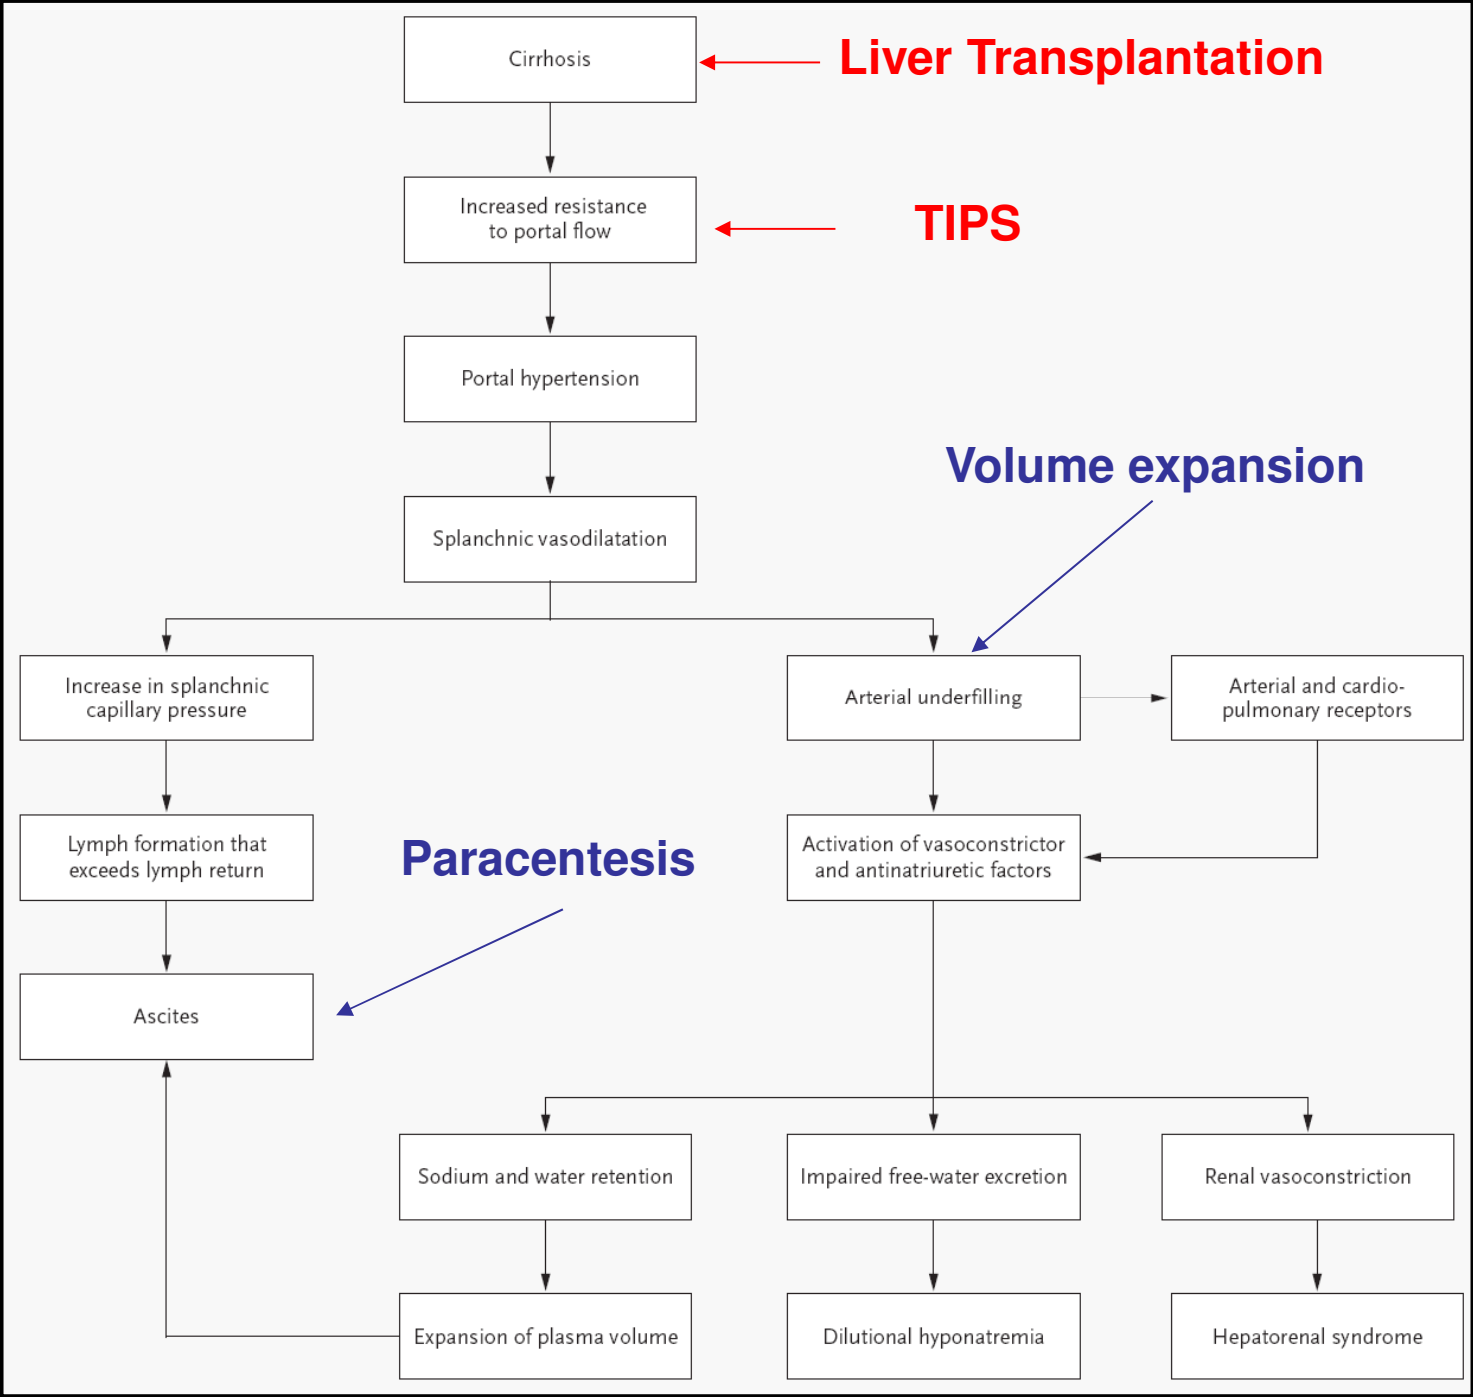 Cirrhosis
Liver Transplantation
Increased resistance
to portal flow
TIPS
Portal hypertension
Volume expansion
Splanchnic vasodilatation
Increase in splanchnic
capillary pressure
Arterial underfilling
Arterial and cardio-
pulmonary receptors
Lymph formation that
exceeds lymph return
Paracentesis
Activation of vasoconstrictor
and antinatriuretic factors
Ascites
Sodium and water retention
Impaired free-water excretion
Renal vasoconstriction
Expansion of plasma volume
Dilutional hyponatremia
Hepatorenal syndrome